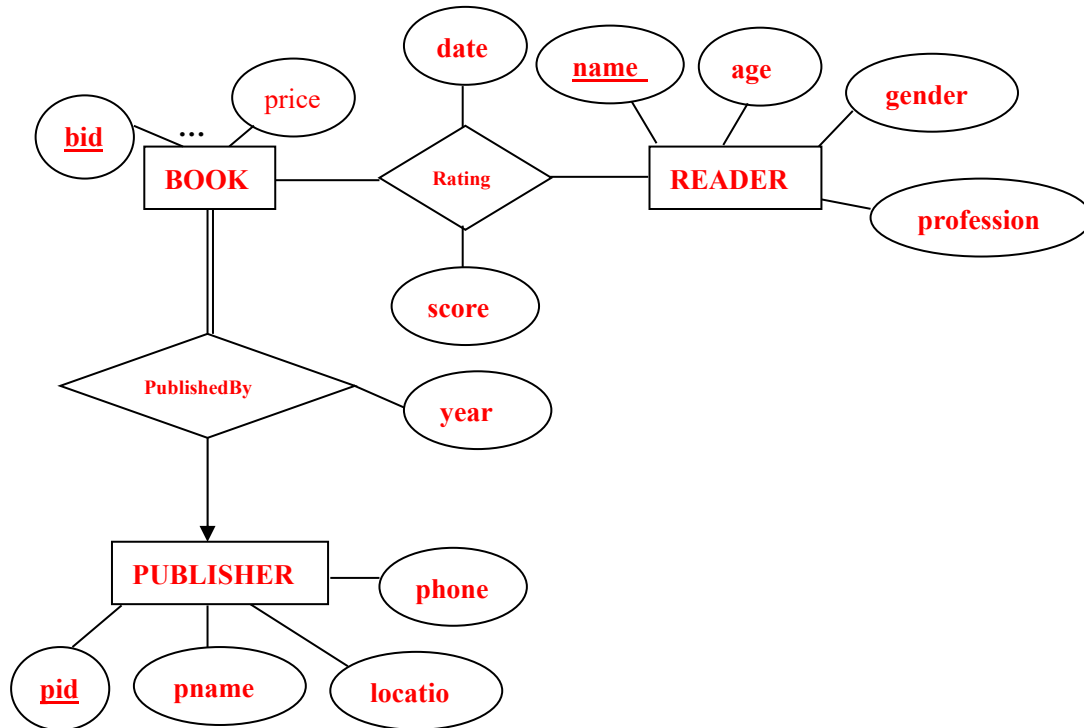 date
name
age
gender
price
bid
...
BOOK
Rating
READER
profession
score
PublishedBy
year
PUBLISHER
phone
pid
pname
locatio